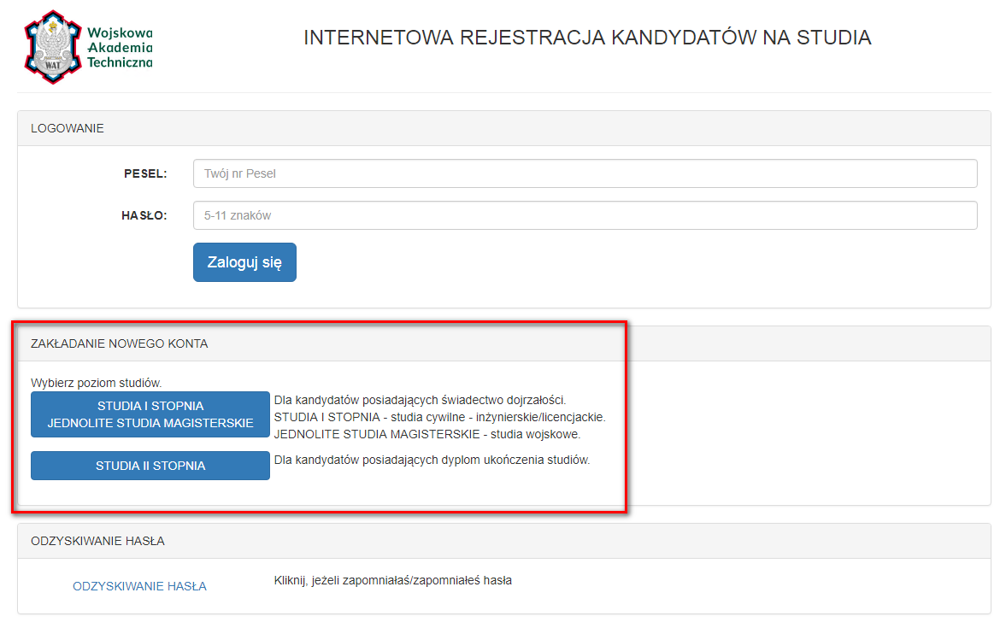 Wojskowa
Akademia
Techniczna
WAT
INTERNETOWA REJESTRACJA KANDYDATÓW NA STUDIA
LOGOWANIE
PESEL: Twój nr Pesel
HASŁO: 5-11 znaków
Zaloguj się
ZAKŁADANIE NOWEGO KONTA
Wybierz poziom studiów.
STUDIA I STOPNIA
JEDNOLITE STUDIA MAGISTERSKIE
Dla kandydatów posiadających świadectwo dojrzałości.
STUDIA I STOPNIA - studia cywilne - inżynierskie/licencjackie.
JEDNOLITE STUDIA MAGISTERSKIE - studia wojskowe.
STUDIA II STOPNIA
Dla kandydatów posiadających dyplom ukończenia studiów.
ODZYSKIWANIE HASŁA
ODZYSKIWANIE HASŁA
Kliknij, jeżeli zapomniałaś/zapomniałeś hasła